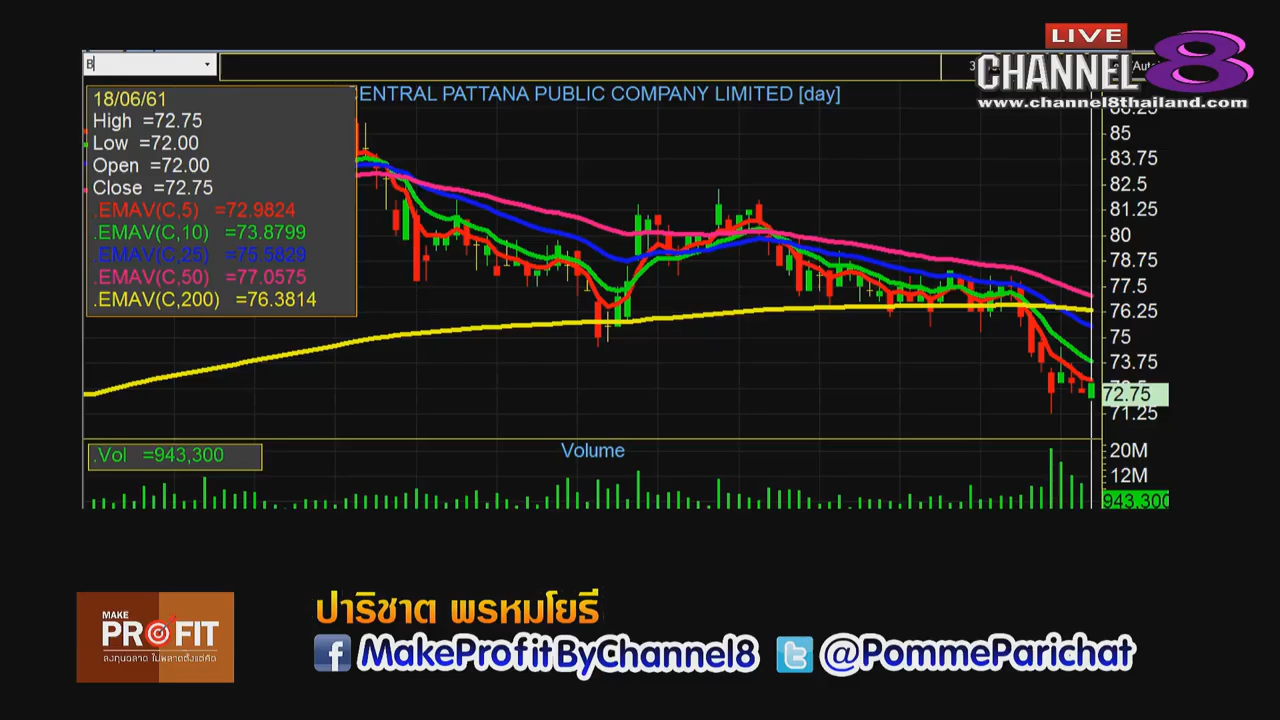 LIVE
CHANNEL 8
www.channel8thailand.com
B
ENTRAL PATTANA PUBLIC COMPANY LIMITED [day]
18/06/61
High =72.75
Low =72.00
Open =72.00
Close =72.75
.EMAV(C,5) =72.9824
.EMAV(C,10) =73.8799
.EMAV(C,25) =75.5829
.EMAV(C,50) =77.0575
.EMAV(C,200) =76.3814
85
83.75
82.5
81.25
80
78.75
77.5
76.25
75
73.75
72.75
71.25
.Vol =943,300
Volume
20M
12M
943,300
MAKE
PROFIT
ลงทุนฉลาด ไม่พลาดตั้งแต่คิด
ปาริชาต พรหมโยธี
f MakeProfitByChannel8
@PommeParichat